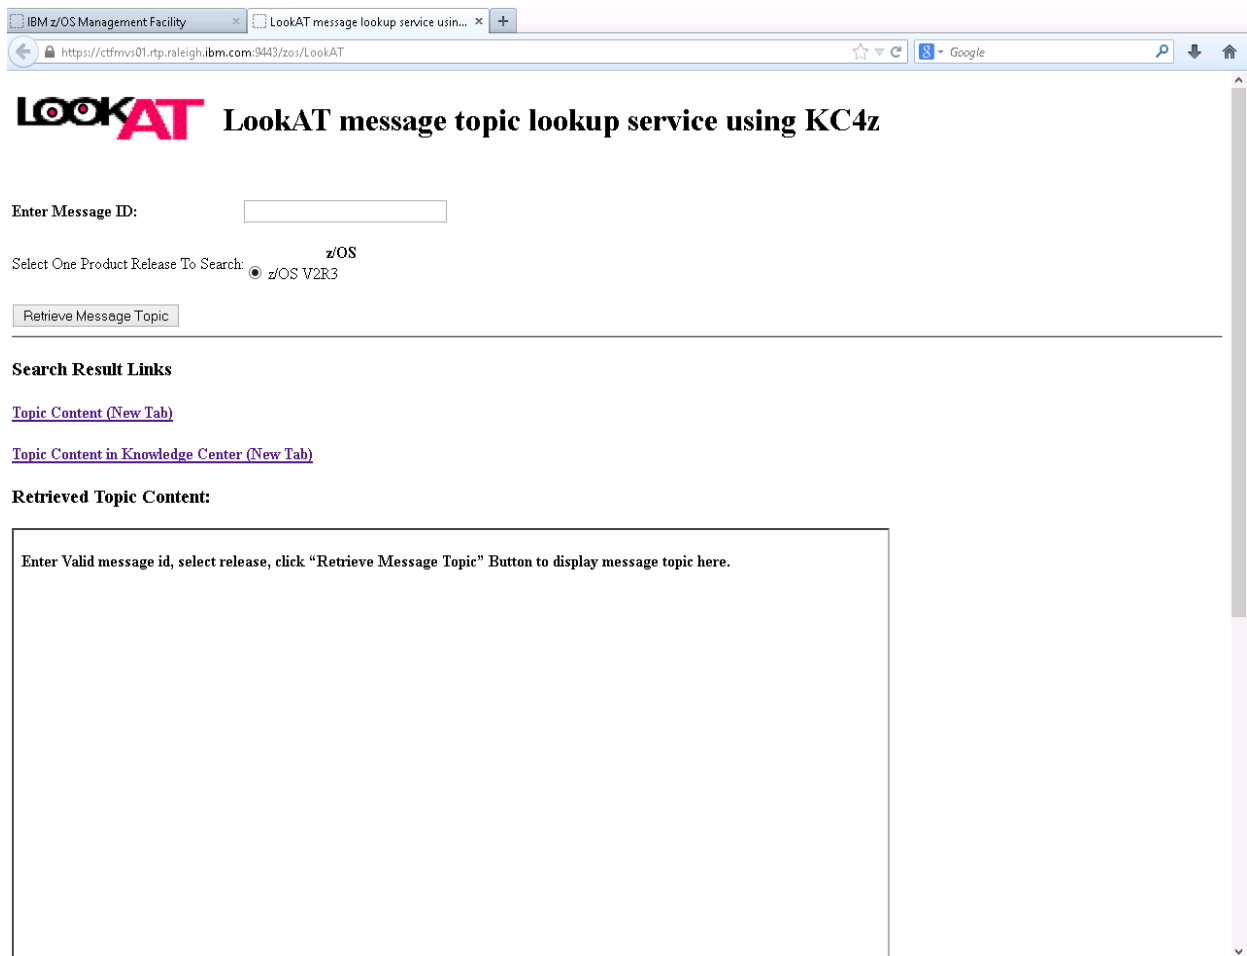 IBM z/OS Management Facility
LookAT message lookup service usin...
https://ctfmvs01.rtp.raleigh.ibm.com:9443/zos/LookAT
Google
LOOKAT LookAT message topic lookup service using KC4z
Enter Message ID:
z/OS
Select One Product Release To Search:
z/OS V2R3
Retrieve Message Topic
Search Result Links
Topic Content (New Tab)
Topic Content in Knowledge Center (New Tab)
Retrieved Topic Content:
Enter Valid message id, select release, click “Retrieve Message Topic” Button to display message topic here.